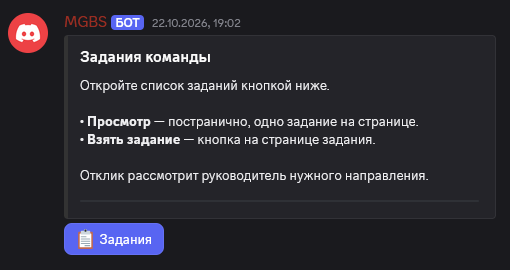 MGBS БОТ 22.10.2026, 19:02
Задания команды
Откройте список заданий кнопкой ниже.
• Просмотр — постранично, одно задание на странице.
• Взять задание — кнопка на странице задания.
Отклик рассмотрит руководитель нужного направления.
📋 Задания